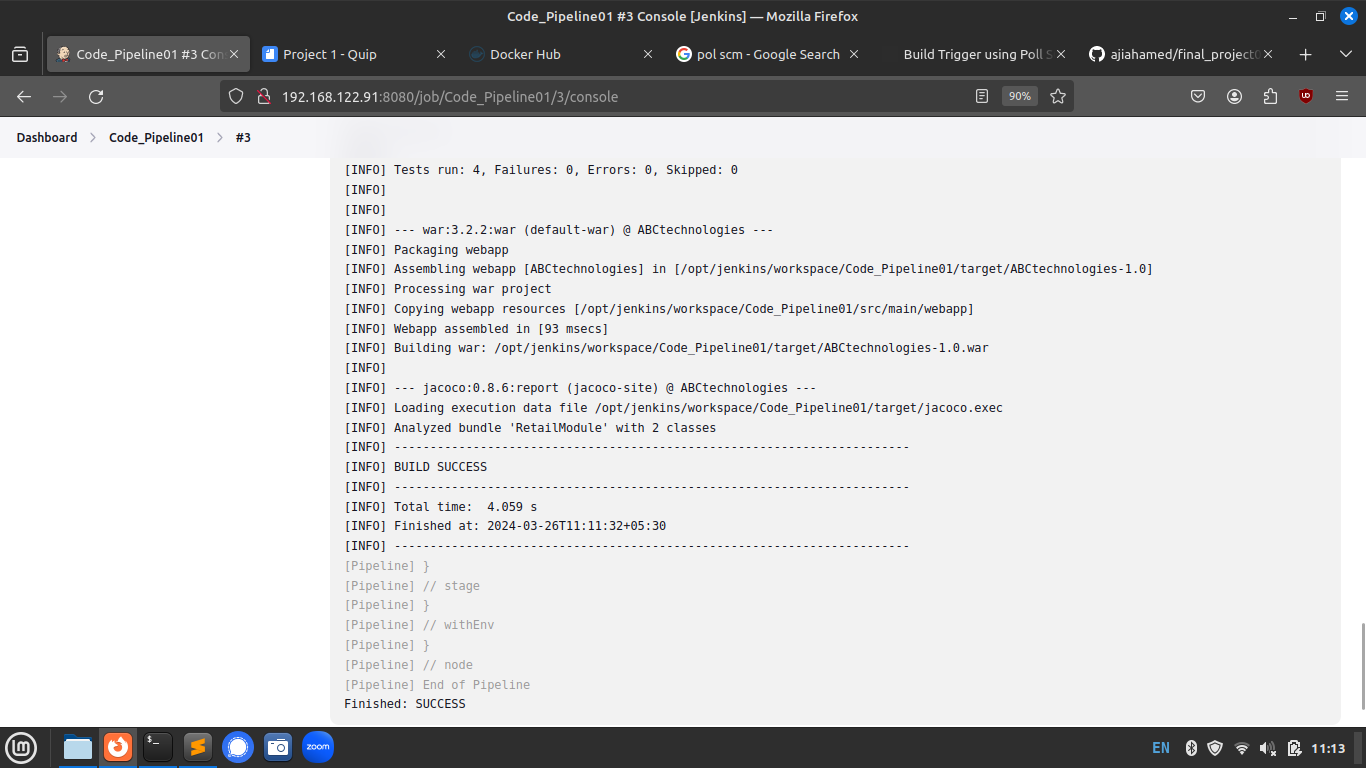 Code_Pipeline01 #3 Console [Jenkins] — Mozilla Firefox
Code_Pipeline01 #3 Con
Project 1 - Quip
Docker Hub
pol scm - Google Search
Build Trigger using Poll S
ajiahamed/final_project0
192.168.122.91:8080/job/Code_Pipeline01/3/console
90%
Dashboard > Code_Pipeline01 > #3
[INFO] Tests run: 4, Failures: 0, Errors: 0, Skipped: 0
[INFO]
[INFO]
[INFO] --- war:3.2.2:war (default-war) @ ABCtechnologies ---
[INFO] Packaging webapp
[INFO] Assembling webapp [ABCtechnologies] in [/opt/jenkins/workspace/Code_Pipeline01/target/ABCtechnologies-1.0]
[INFO] Processing war project
[INFO] Copying webapp resources [/opt/jenkins/workspace/Code_Pipeline01/src/main/webapp]
[INFO] Webapp assembled in [93 msecs]
[INFO] Building war: /opt/jenkins/workspace/Code_Pipeline01/target/ABCtechnologies-1.0.war
[INFO]
[INFO] --- jacoco:0.8.6:report (jacoco-site) @ ABCtechnologies ---
[INFO] Loading execution data file /opt/jenkins/workspace/Code_Pipeline01/target/jacoco.exec
[INFO] Analyzed bundle 'RetailModule' with 2 classes
[INFO] ------------------------------------------------------------------------
[INFO] BUILD SUCCESS
[INFO] ------------------------------------------------------------------------
[INFO] Total time:  4.059 s
[INFO] Finished at: 2024-03-26T11:11:32+05:30
[INFO] ------------------------------------------------------------------------
[Pipeline] }
[Pipeline] // stage
[Pipeline] }
[Pipeline] // withEnv
[Pipeline] }
[Pipeline] // node
[Pipeline] End of Pipeline
Finished: SUCCESS
zoom
EN
11:13